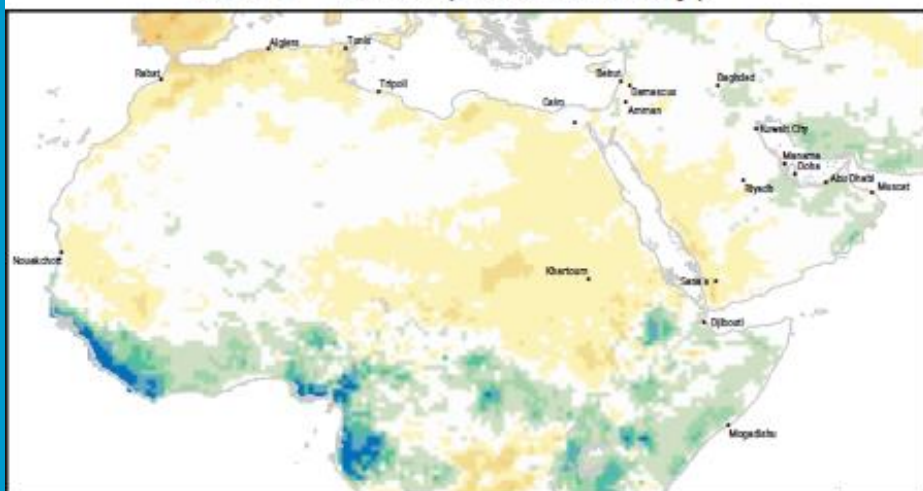 Algiers
Tunis
Rabat
Tripoli
Beirut
Damascus
Amman
Baghdad
Cairo
Kuwait City
Manama
Doha
Abu Dhabi
Muscat
Riyadh
Nouakchott
Khartoum
Sana'a
Djibouti
Mogadishu